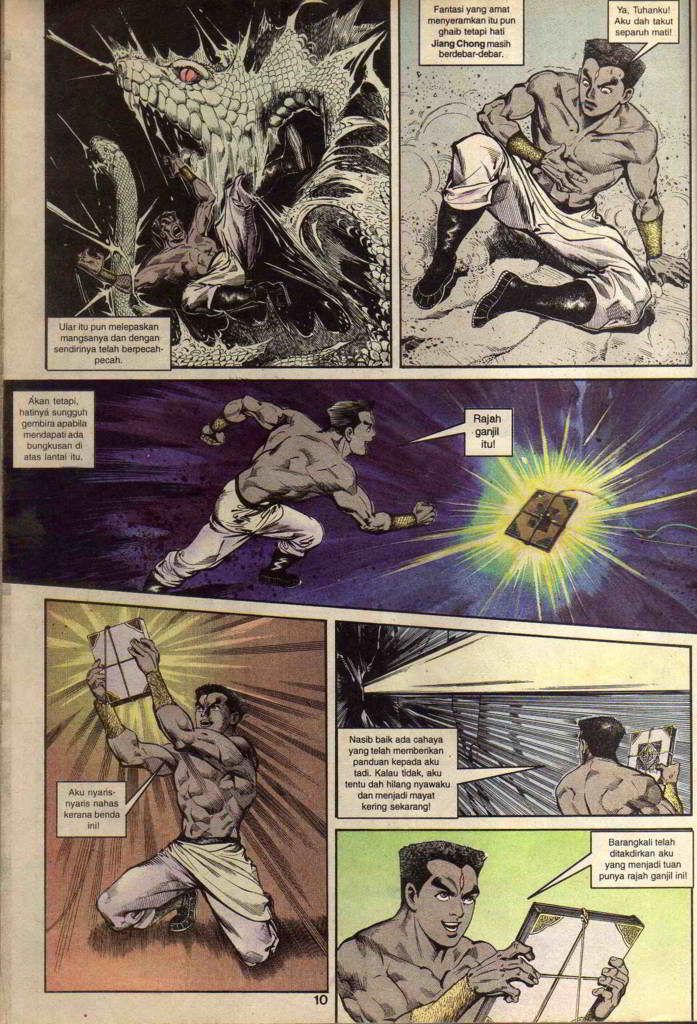 Ular itu pun melepaskan
mangsanya dan dengan
sendirinya telah berpecah-
pecah.
Fantasi yang amat
menyeramkan itu pun
ghaib tetapi hati
Jiang Chong masih
berdebar-debar.
Ya, Tuhanku!
Aku dah takut
separuh mati!
Akan tetapi,
hatinya sungguh
gembira apabila
mendapati ada
bungkusan di
atas lantai itu.
Rajah
ganjil
itu!
Aku nyaris-
nyaris nahas
kerana benda
ini!
Nasib baik ada cahaya
yang telah memberikan
panduan kepada aku
tadi. Kalau tidak, aku
tentu dah hilang nyawaku
dan menjadi mayat
kering sekarang!
Barangkali telah
ditakdirkan aku
yang menjadi tuan
punya rajah ganjil ini!
10